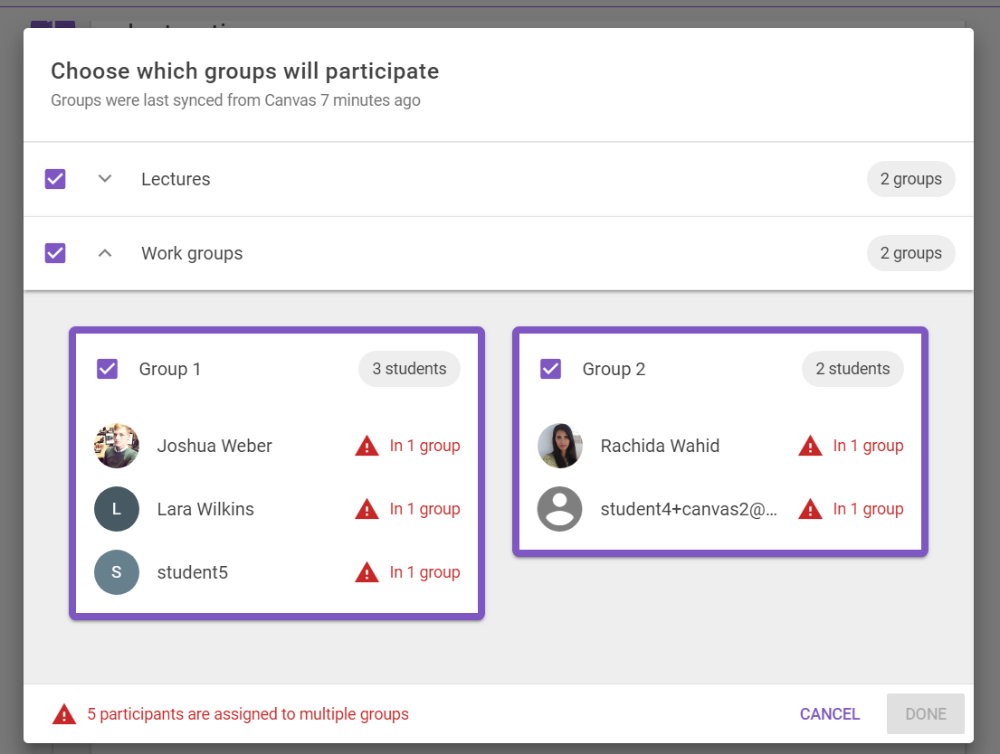 Choose which groups will participate
Groups were last synced from Canvas 7 minutes ago
Lectures
2 groups
Work groups
2 groups
Group 1
3 students
Joshua Weber
In 1 group
L
Lara Wilkins
In 1 group
S
student5
In 1 group
Group 2
2 students
Rachida Wahid
In 1 group
student4+canvas2@...
In 1 group
5 participants are assigned to multiple groups
CANCEL
DONE